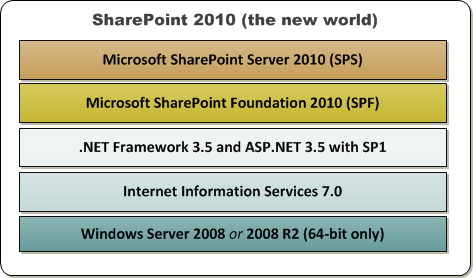 SharePoint 2010 (the new world)
Microsoft SharePoint Server 2010 (SPS)
Microsoft SharePoint Foundation 2010 (SPF)
.NET Framework 3.5 and ASP.NET 3.5 with SP1
Internet Information Services 7.0
Windows Server 2008 or 2008 R2 (64-bit only)